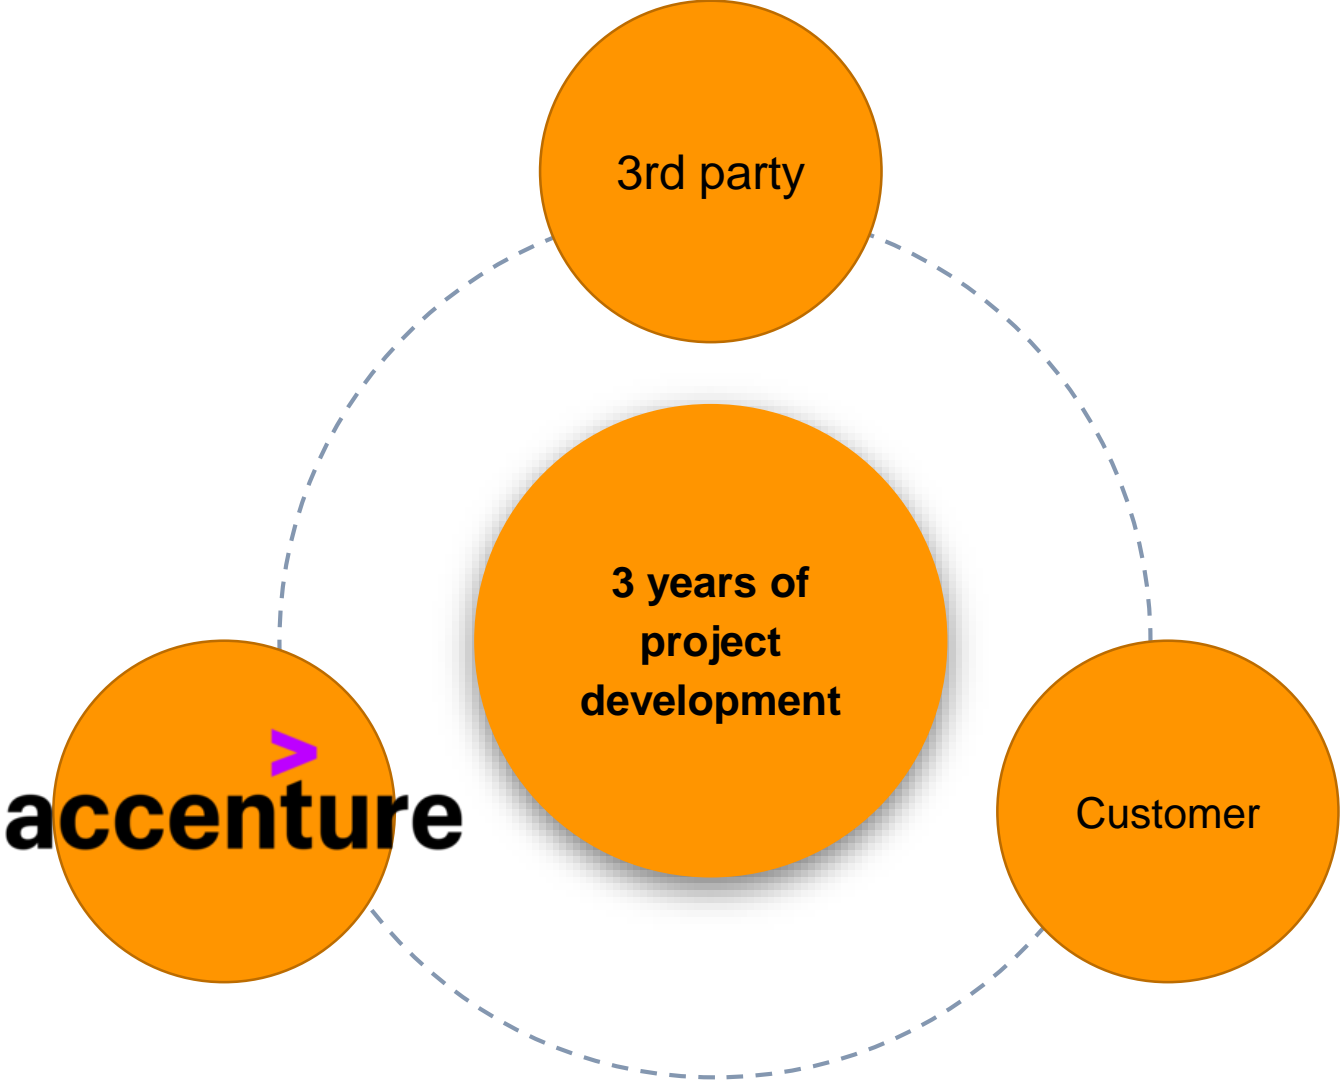 3rd party
3 years of
project
development
>
accenture
Customer